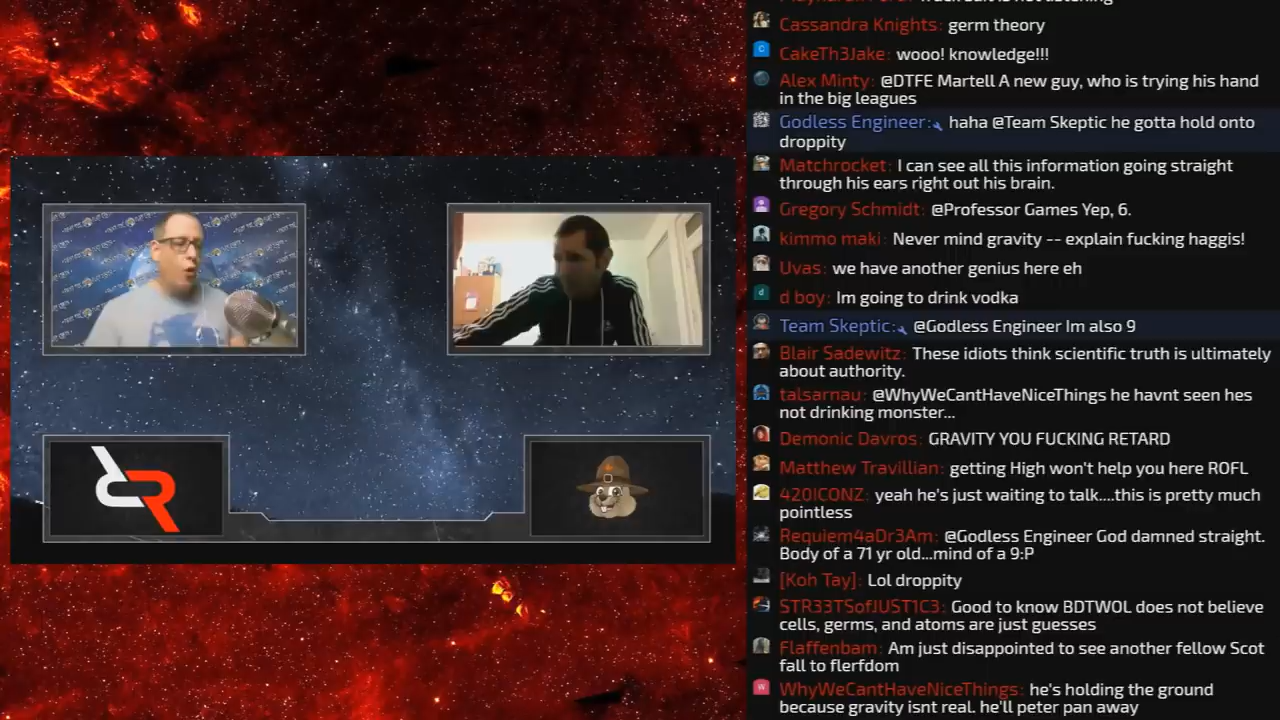 Cassandra Knights: germ theory
CakeTh3Jake: wooo! knowledge!!!
Alex Minty: @DTFE Martell A new guy, who is trying his hand
in the big leagues
Godless Engineer: haha @Team Skeptic he gotta hold onto
droppity
Matchrocket: I can see all this information going straight
through his ears right out his brain.
Gregory Schmidt: @Professor Games Yep, 6.
kimmo maki: Never mind gravity -- explain fucking haggis!
Uvas: we have another genius here eh
d boy: Im going to drink vodka
Team Skeptic: @Godless Engineer Im also 9
Blair Sadewitz: These idiots think scientific truth is ultimately
about authority.
talsarnau: @WhyWeCantHaveNiceThings he havnt seen hes
not drinking monster...
Demonic Davros: GRAVITY YOU FUCKING RETARD
Matthew Travillian: getting High won't help you here ROFL
420ICONZ: yeah he's just waiting to talk....this is pretty much
pointless
Requiem4aDr3Am: @Godless Engineer God damned straight.
Body of a 71 yr old...mind of a 9:P
[Koh Tay]: Lol droppity
STR33TSofJUST1C3: Good to know BDTWOL does not believe
cells, germs, and atoms are just guesses
Flaffenbam: Am just disappointed to see another fellow Scot
fall to flerfdom
WhyWeCantHaveNiceThings: he's holding the ground
because gravity isnt real. he'll peter pan away